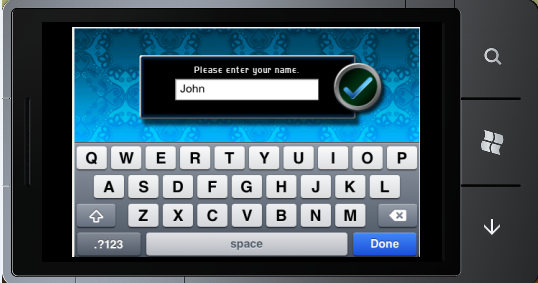 Please enter your name.
John
Q W E R T Y U I O P
A S D F G H J K L
Z X C V B N M
.?123 space Done